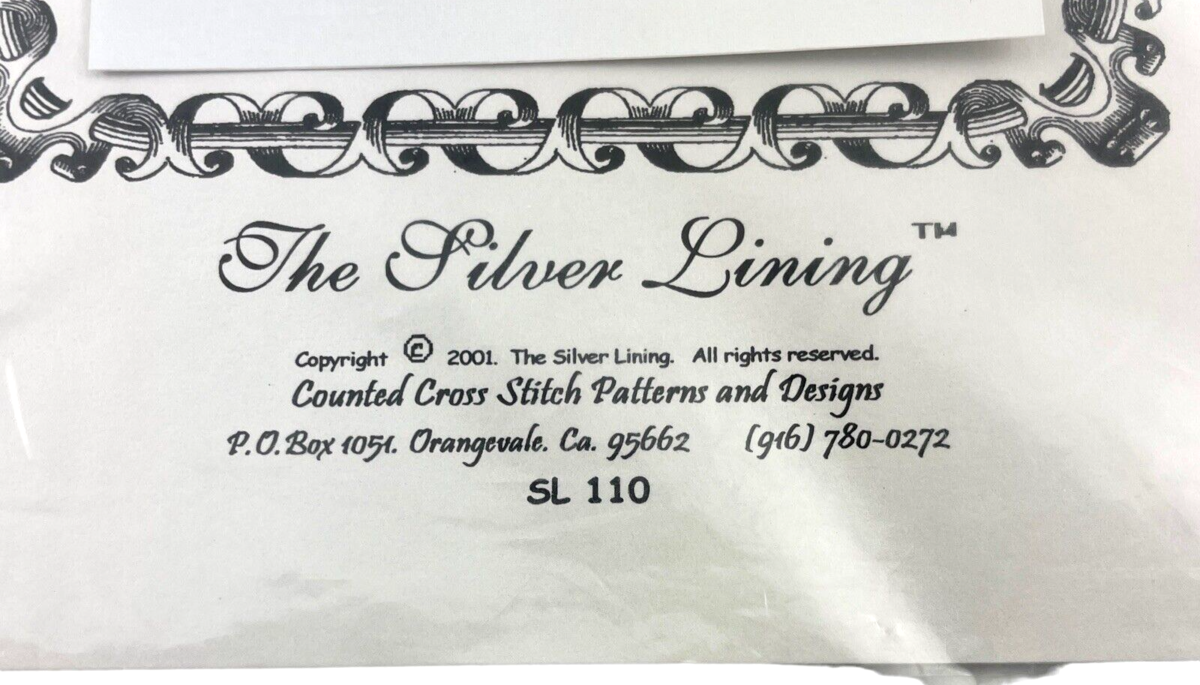 The Silver Lining™
Copyright © 2001. The Silver Lining. All rights reserved.
Counted Cross Stitch Patterns and Designs
P.O. Box 1051. Orangevale. Ca. 95662 (916) 780-0272
SL 110